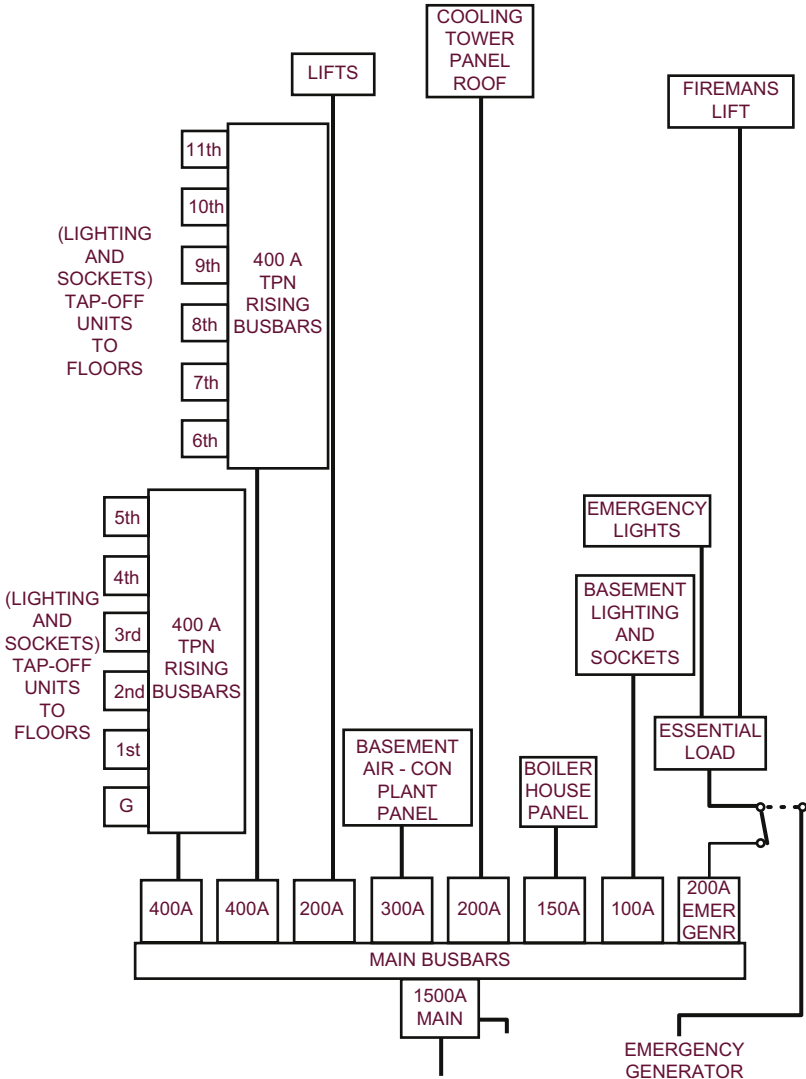 COOLING
TOWER
PANEL
ROOF
LIFTS
FIREMANS
LIFT
11th
10th
9th
8th
7th
6th
(LIGHTING
AND
SOCKETS)
TAP-OFF
UNITS
TO
FLOORS
400 A
TPN
RISING
BUSBARS
5th
4th
3rd
2nd
1st
G
(LIGHTING
AND
SOCKETS)
TAP-OFF
UNITS
TO
FLOORS
400 A
TPN
RISING
BUSBARS
EMERGENCY
LIGHTS
BASEMENT
LIGHTING
AND
SOCKETS
ESSENTIAL
LOAD
BASEMENT
AIR - CON
PLANT
PANEL
BOILER
HOUSE
PANEL
400A
400A
200A
300A
200A
150A
100A
200A
EMER
GENR
MAIN BUSBARS
1500A
MAIN
EMERGENCY
GENERATOR